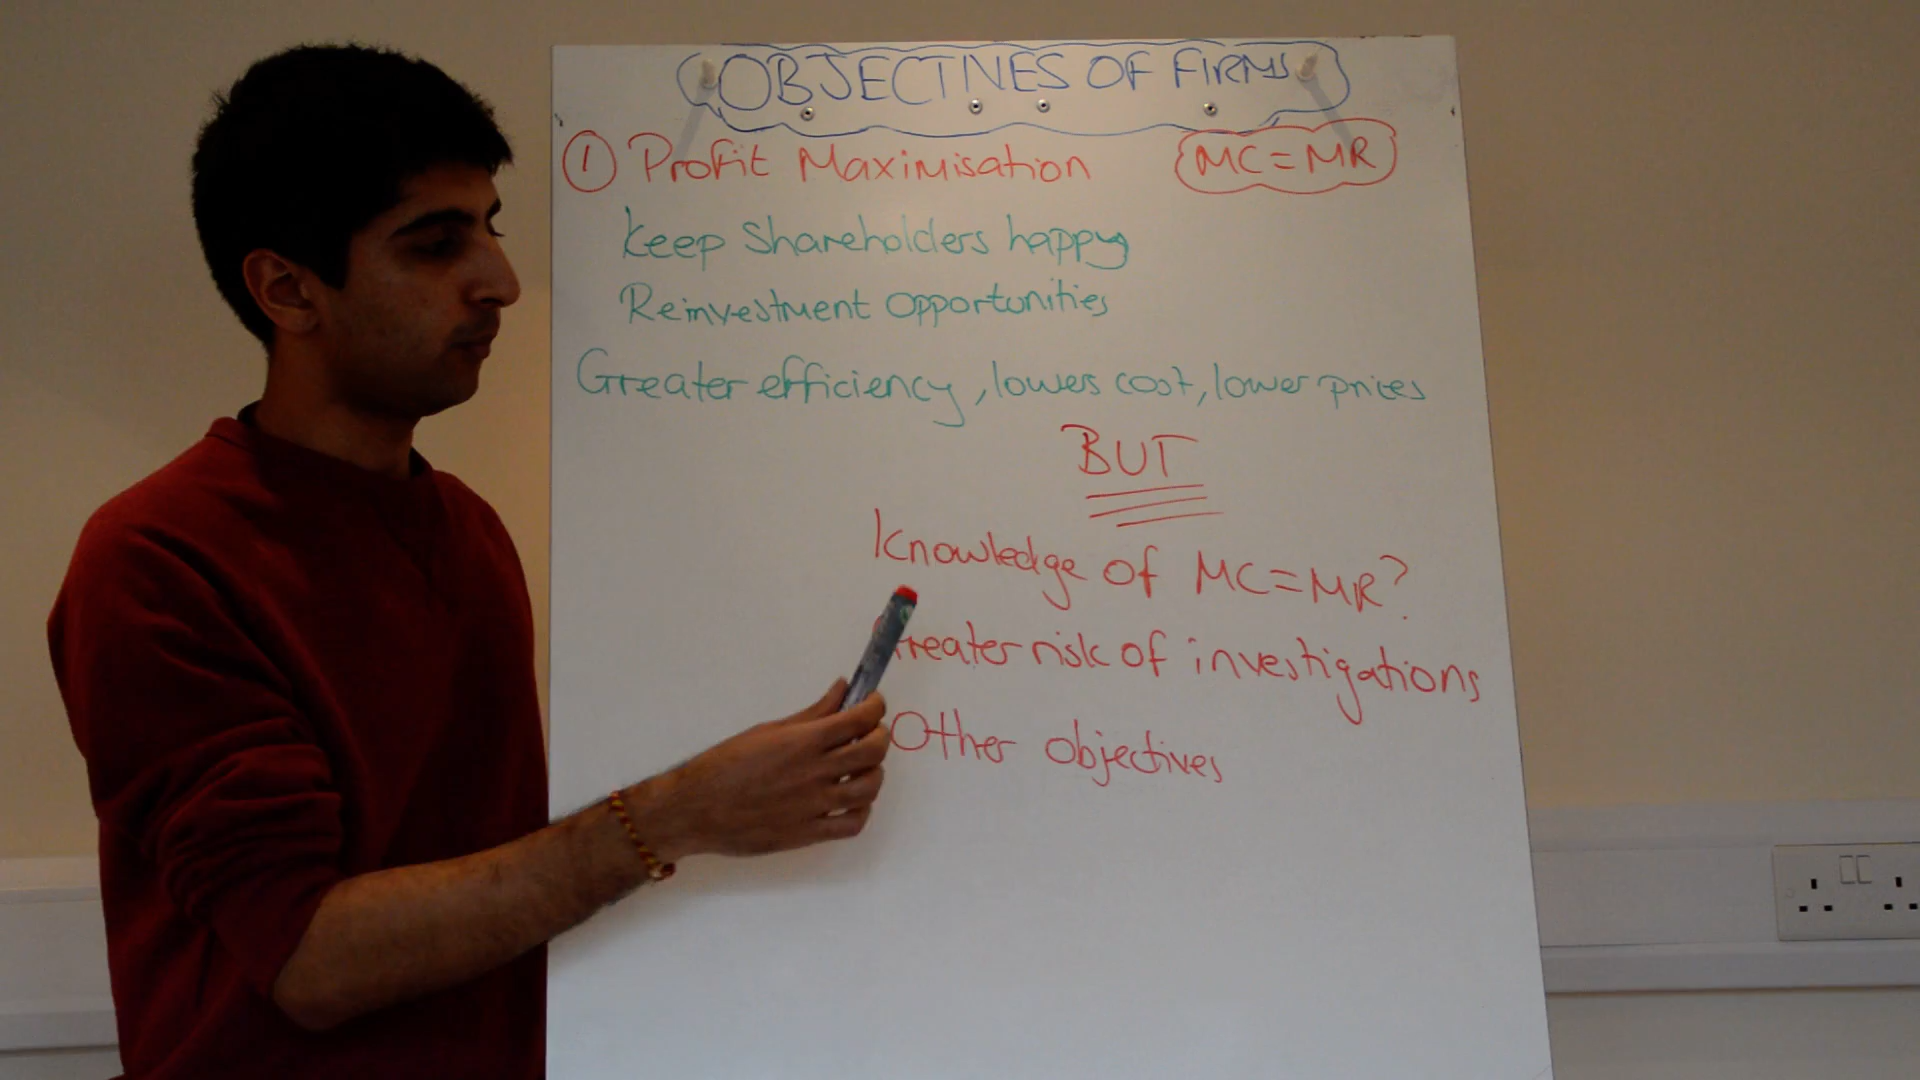 OBJECTIVES OF FIRMS
1 Profit Maximisation MC=MR
Keep Shareholders happy
Reinvestment Opportunities
Greater efficiency, lowes cost, lower prices
BUT
Knowledge of MC=MR?
Greater risk of investigations
Other objectives